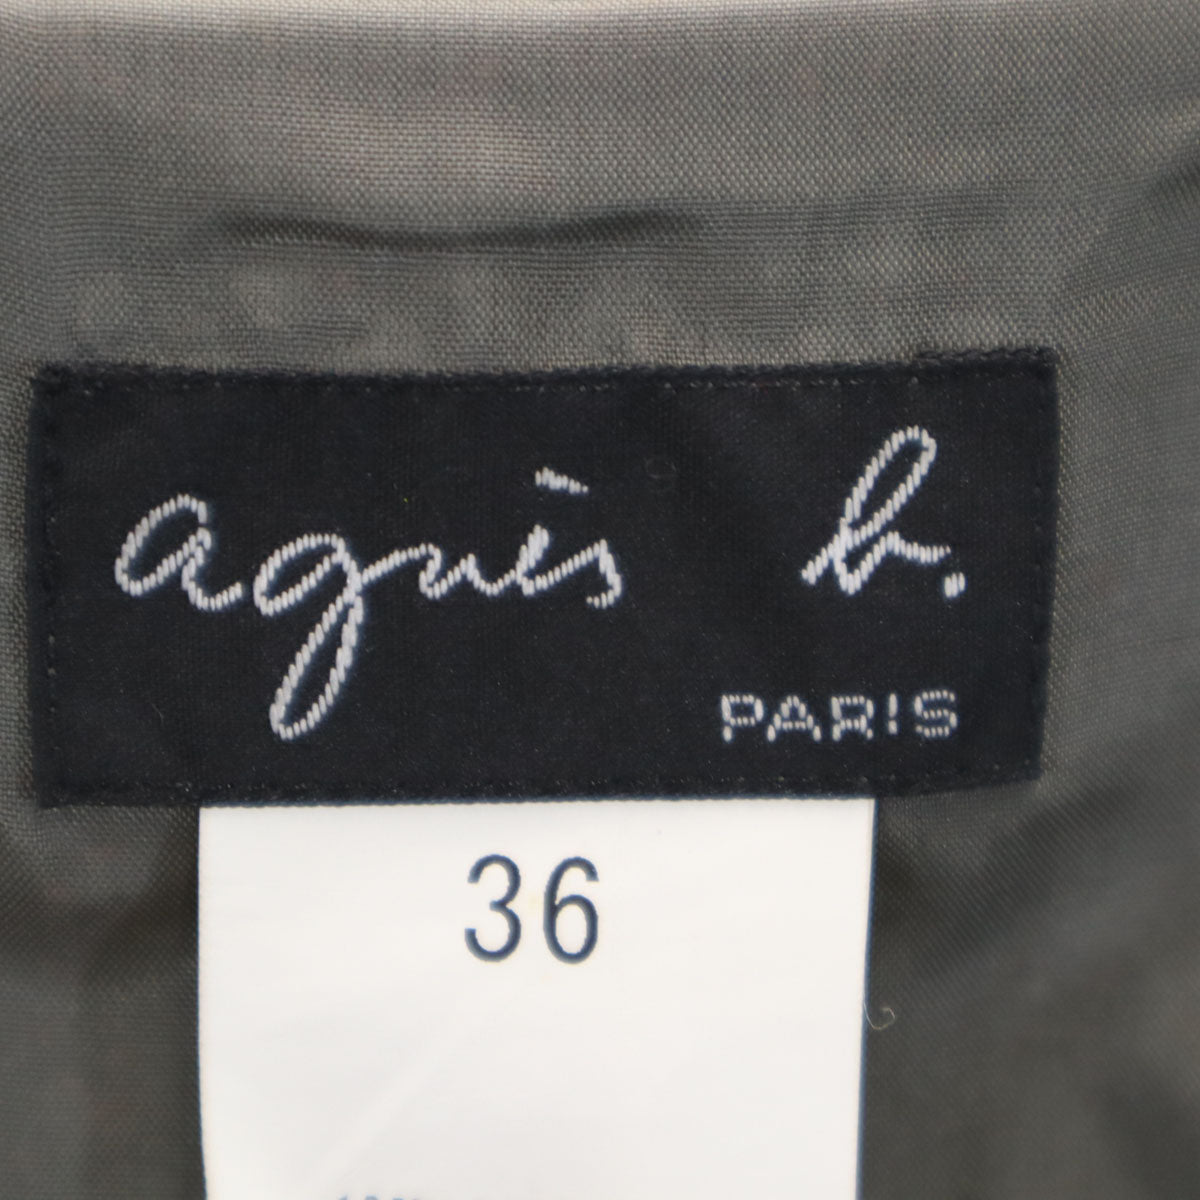 agnès b.
PARIS
36